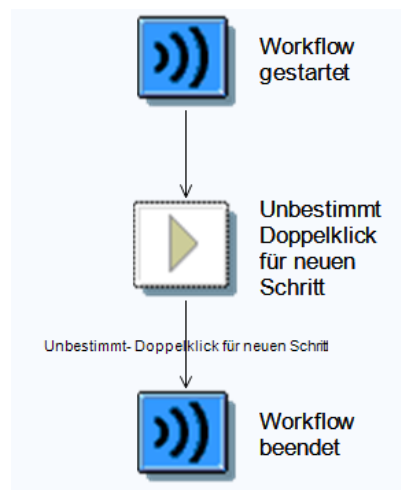 Workflow
gestartet
Unbestimmt
Doppelklick
für neuen
Schritt
Unbestimmt- Doppelklick für neuen Schritt
Workflow
beendet